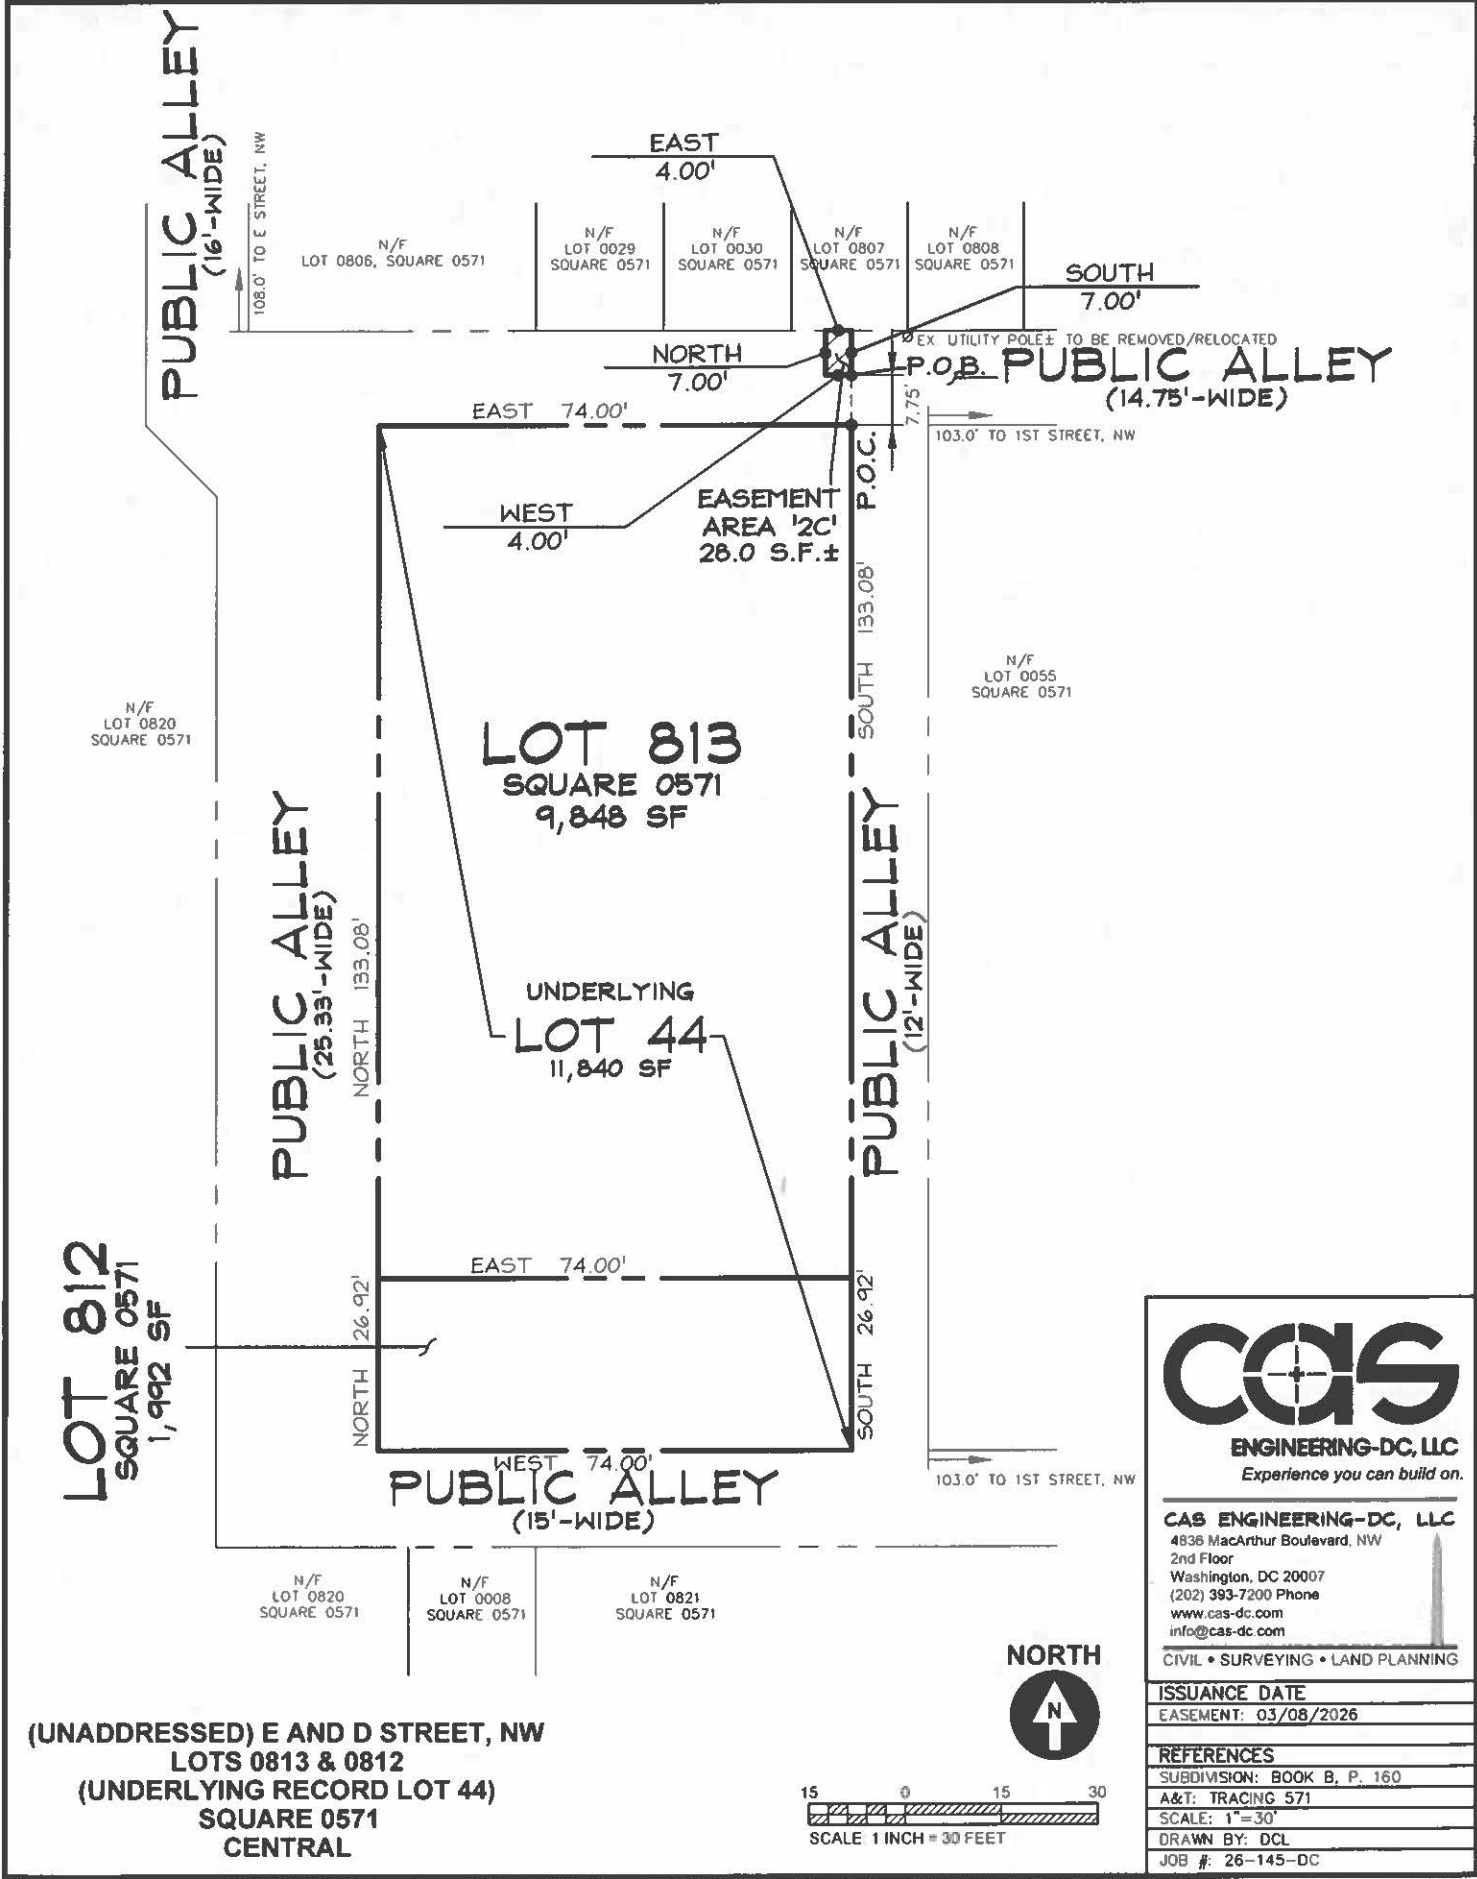 PUBLIC ALLEY
(16'-WIDE)
108.0' TO E STREET, NW
EAST
4.00'
N/F
LOT 0806, SQUARE 0571
N/F
LOT 0029
SQUARE 0571
N/F
LOT 0030
SQUARE 0571
N/F
LOT 0807
SQUARE 0571
N/F
LOT 0808
SQUARE 0571
SOUTH
7.00'
EX. UTILITY POLE± TO BE REMOVED/RELOCATED
NORTH
7.00'
P.O.B.
PUBLIC ALLEY
(14.75'-WIDE)
7.75'
EAST 74.00'
103.0' TO 1ST STREET, NW
P.O.C.
WEST
4.00'
EASEMENT
AREA '2C'
28.0 S.F.±
SOUTH 133.08'
N/F
LOT 0055
SQUARE 0571
N/F
LOT 0820
SQUARE 0571
LOT 813
SQUARE 0571
9,848 SF
PUBLIC ALLEY
(25.33'-WIDE)
NORTH 133.08'
PUBLIC ALLEY
(12'-WIDE)
UNDERLYING
LOT 44
11,840 SF
LOT 812
SQUARE 0571
1,992 SF
EAST 74.00'
NORTH 26.92'
SOUTH 26.92'
WEST 74.00'
PUBLIC ALLEY
(15'-WIDE)
103.0' TO 1ST STREET, NW
N/F
LOT 0820
SQUARE 0571
N/F
LOT 0008
SQUARE 0571
N/F
LOT 0821
SQUARE 0571
cas
ENGINEERING-DC, LLC
Experience you can build on.
CAS ENGINEERING-DC, LLC
4836 MacArthur Boulevard, NW
2nd Floor
Washington, DC 20007
(202) 393-7200 Phone
www.cas-dc.com
info@cas-dc.com
CIVIL • SURVEYING • LAND PLANNING
ISSUANCE DATE
EASEMENT: 03/08/2026
REFERENCES
SUBDIVISION: BOOK B, P. 160
A&T: TRACING 571
SCALE: 1"=30'
DRAWN BY: DCL
JOB #: 26-145-DC
NORTH
N
15 0 15 30
SCALE 1 INCH = 30 FEET
(UNADDRESSED) E AND D STREET, NW
LOTS 0813 & 0812
(UNDERLYING RECORD LOT 44)
SQUARE 0571
CENTRAL